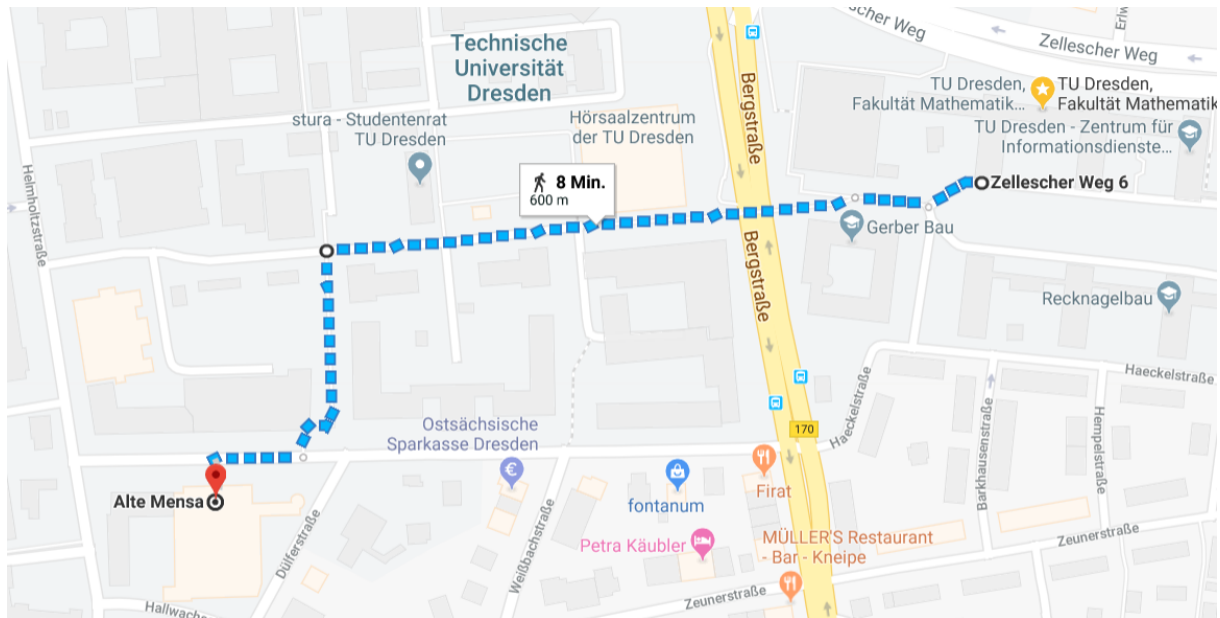 Technische
Universität
Dresden
stura - Studentenrat
TU Dresden
Hörsaalzentrum
der TU Dresden
Bergstraße
Zellescher Weg
TU Dresden,
Fakultät Mathematik...
TU Dresden,
Fakultät Mathematik
TU Dresden - Zentrum für
Informationsdienste...
8 Min.
600 m
Zellescher Weg 6
Helmholtzstraße
Gerber Bau
Bergstraße
Recknagelbau
Haeckelstraße
Haeckelstraße
170
Barkhausenstraße
Hempelstraße
Ostsächsische
Sparkasse Dresden
€
Alte Mensa
fontanum
Firat
Dülferstraße
Weißbachstraße
Petra Käubler
MÜLLER'S Restaurant
- Bar - Kneipe
Zeunerstraße
Zeunerstraße